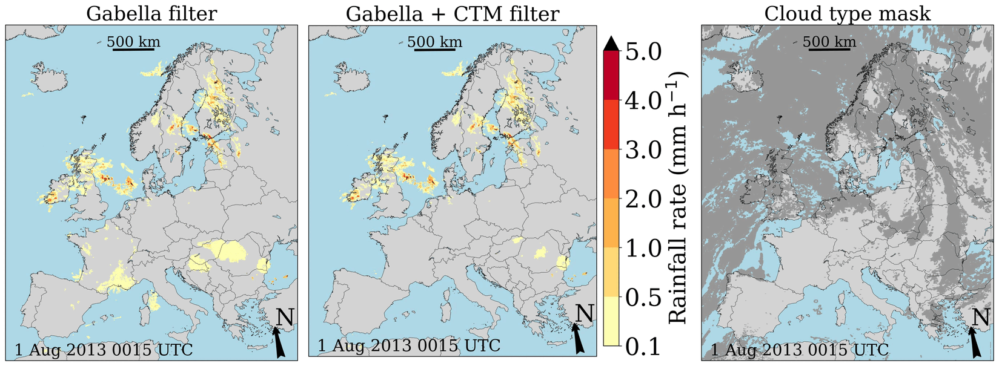 Gabella filter
500 km
N
1 Aug 2013 0015 UTC
Gabella + CTM filter
500 km
N
1 Aug 2013 0015 UTC
5.0
4.0
3.0
2.0
1.0
0.5
0.1
Rainfall rate (mm h⁻¹)
Cloud type mask
500 km
N
1 Aug 2013 0015 UTC